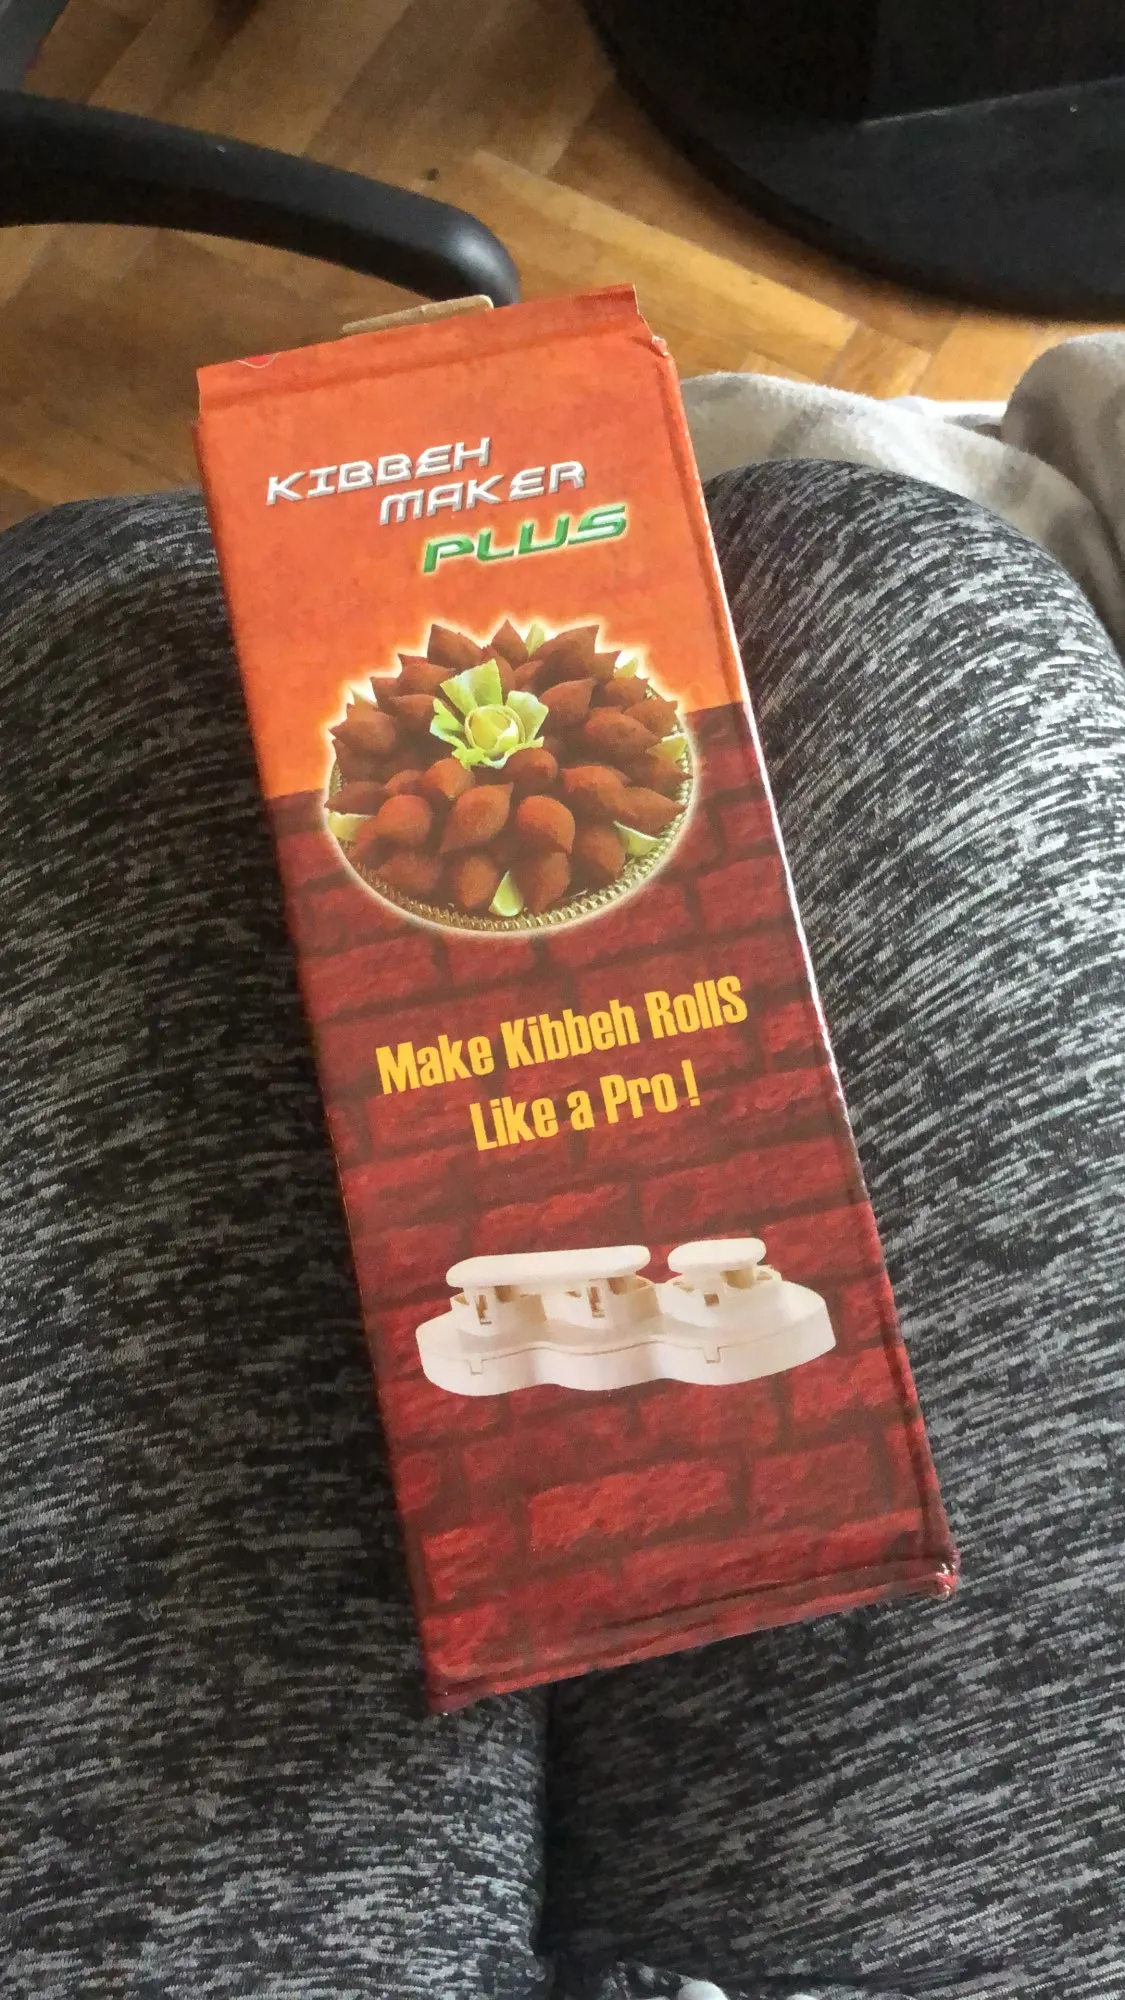 KIBBEH
MAKER
PLUS
Make Kibbeh Rolls
Like a Pro !